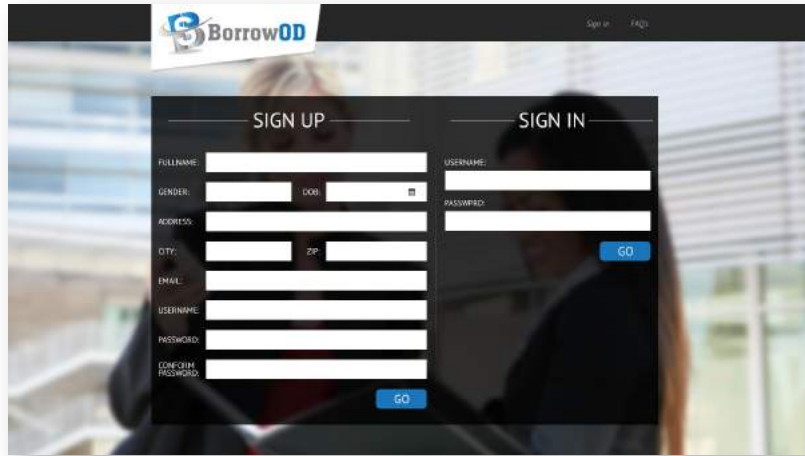 BorrowOD
Sign in FAQs
SIGN UP
FULLNAME:
GENDER: DOB:
ADDRESS:
CITY: ZIP:
EMAIL:
USERNAME:
PASSWORD:
CONFORM
PASSWORD:
GO
SIGN IN
USERNAME:
PASSWPRD:
GO